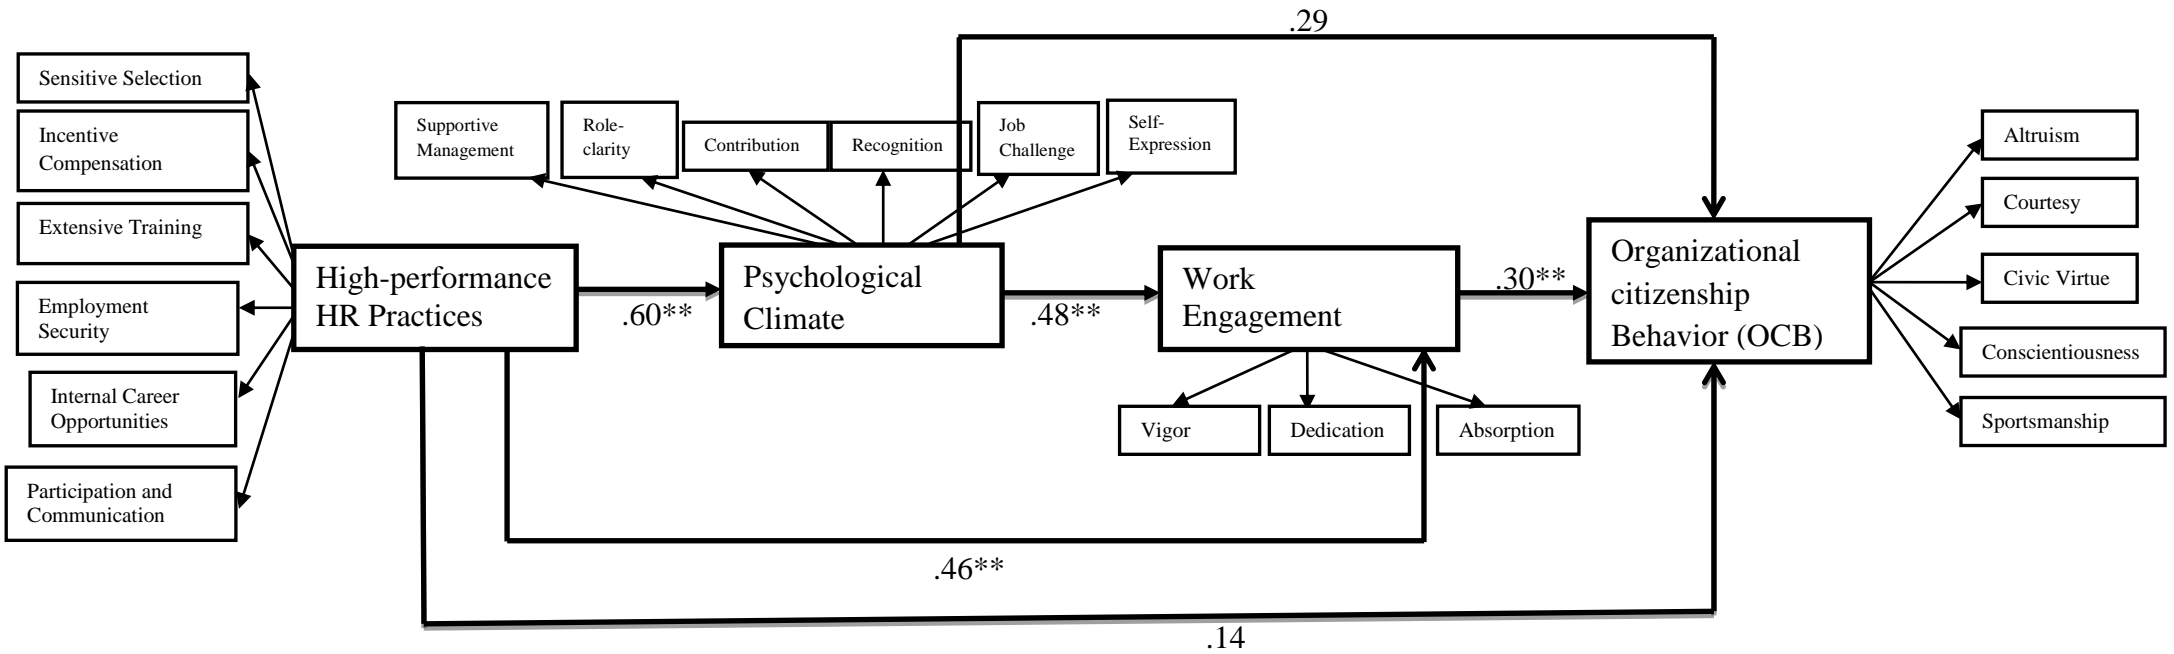 .29
Sensitive Selection
Incentive
Compensation
Extensive Training
Employment
Security
Internal Career
Opportunities
Participation and
Communication
Supportive
Management
Role-
clarity
Contribution
Recognition
Job
Challenge
Self-
Expression
High-performance
HR Practices
.60**
Psychological
Climate
.48**
Work
Engagement
.30**
Organizational
citizenship
Behavior (OCB)
Vigor
Dedication
Absorption
Altruism
Courtesy
Civic Virtue
Conscientiousness
Sportsmanship
.46**
.14